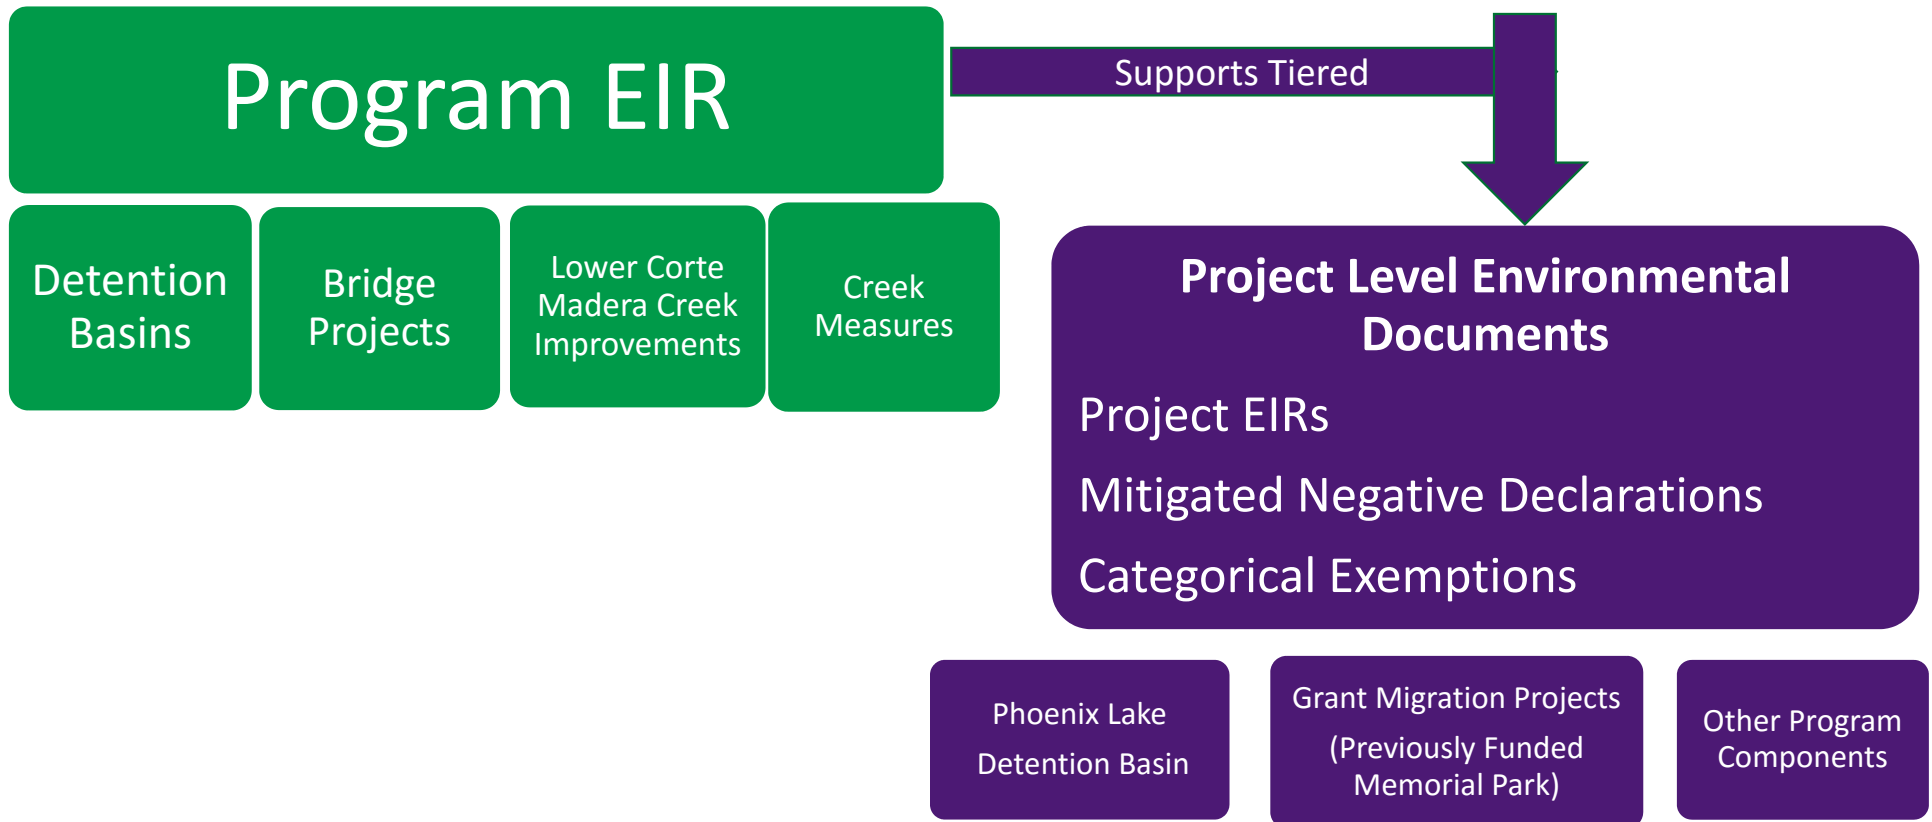 Program EIR
Supports Tiered
Detention
Basins
Bridge
Projects
Lower Corte
Madera Creek
Improvements
Creek
Measures
Project Level Environmental
Documents
Project EIRs
Mitigated Negative Declarations
Categorical Exemptions
Phoenix Lake
Detention Basin
Grant Migration Projects
(Previously Funded
Memorial Park)
Other Program
Components